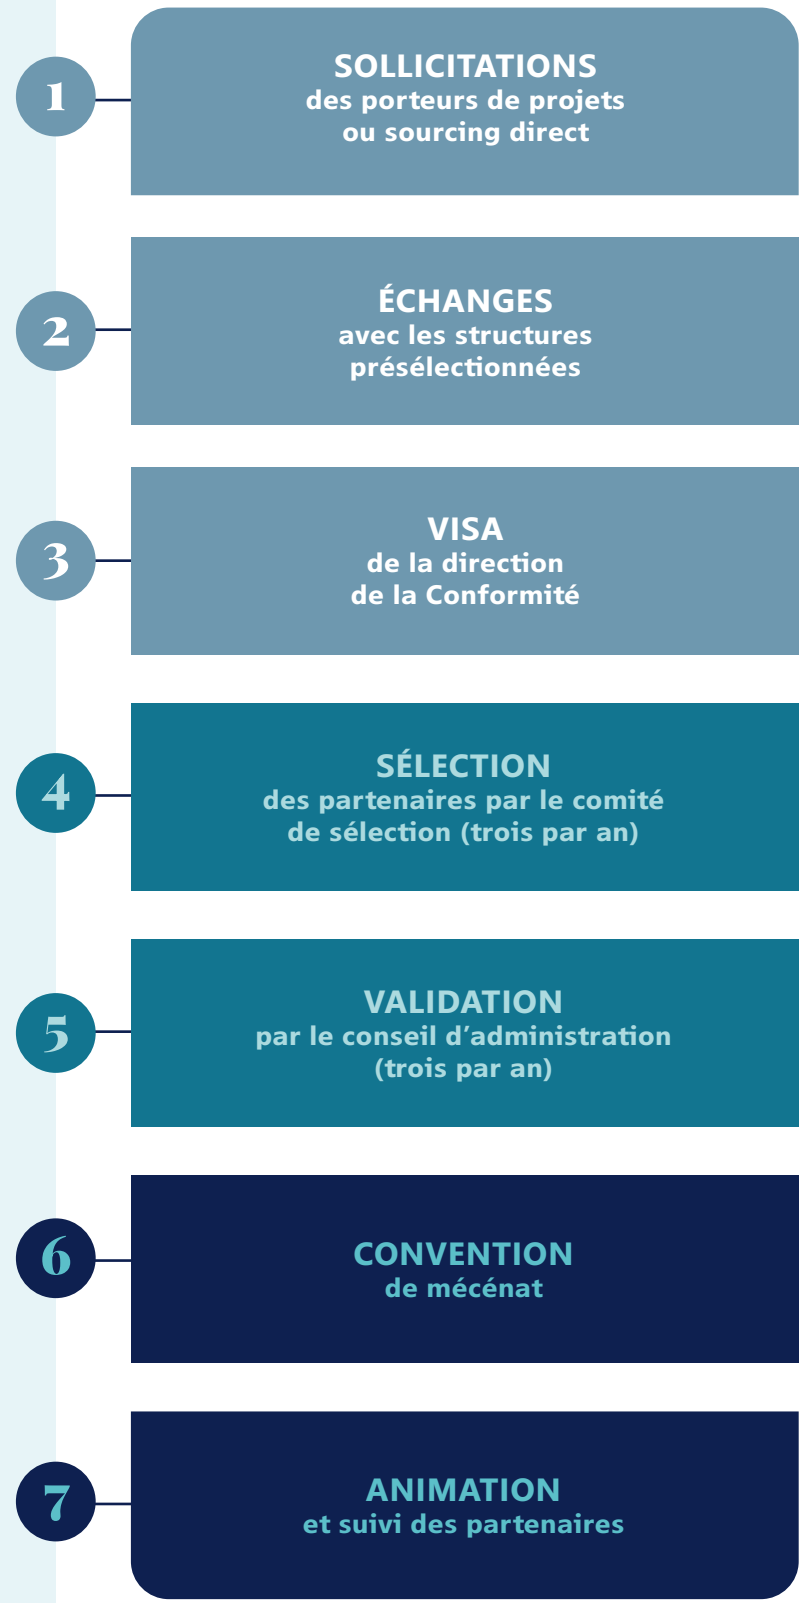 1
SOLLICITATIONS
des porteurs de projets
ou sourcing direct
2
ÉCHANGES
avec les structures
présélectionnées
3
VISA
de la direction
de la Conformité
4
SÉLECTION
des partenaires par le comité
de sélection (trois par an)
5
VALIDATION
par le conseil d’administration
(trois par an)
6
CONVENTION
de mécénat
7
ANIMATION
et suivi des partenaires